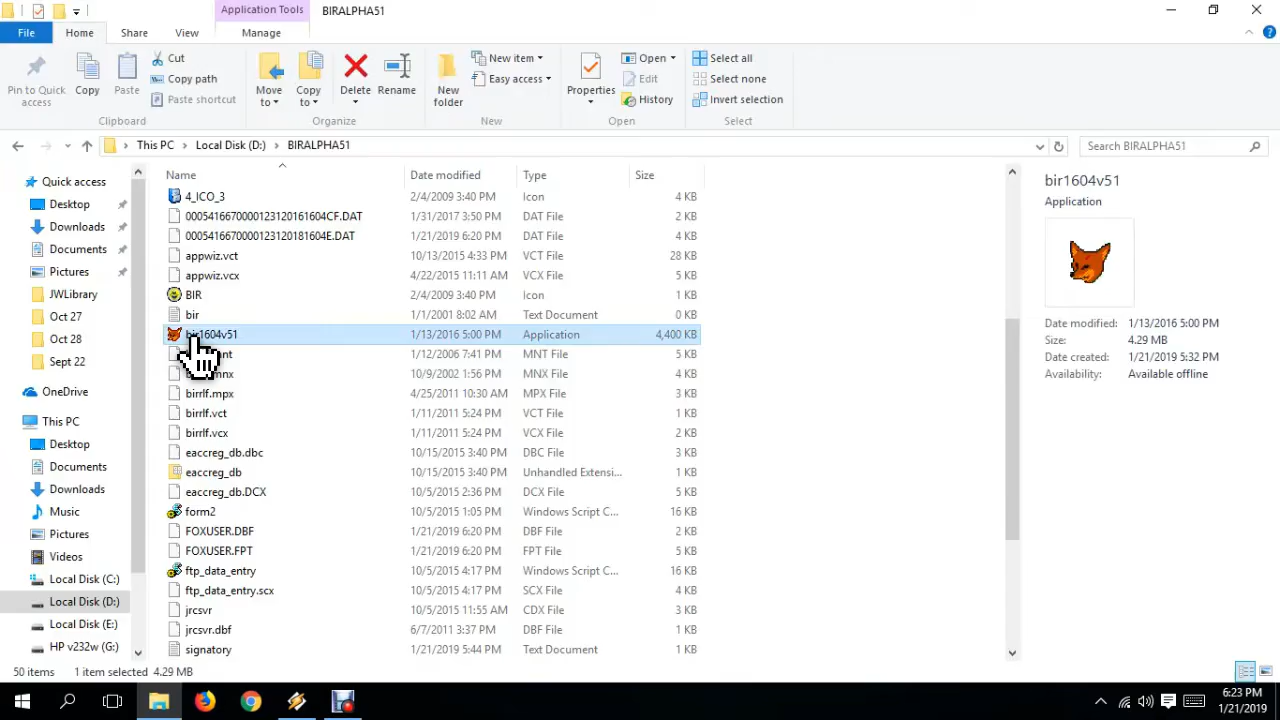 Application Tools BIRALPHA51
File Home Share View Manage
Pin to Quick access
Copy
Paste
Cut
Copy path
Paste shortcut
Clipboard
Move to
Copy to
Delete
Rename
Organize
New folder
New item
Easy access
New
Properties
Open
Edit
History
Open
Select all
Select none
Invert selection
Select
This PC > Local Disk (D:) > BIRALPHA51
Search BIRALPHA51
Quick access
Desktop
Downloads
Documents
Pictures
JWLibrary
Oct 27
Oct 28
Sept 22
OneDrive
This PC
Desktop
Documents
Downloads
Music
Pictures
Videos
Local Disk (C:)
Local Disk (D:)
Local Disk (E:)
HP v232w (G:)
Name Date modified Type Size
4_ICO_3 2/4/2009 3:40 PM Icon 4 KB
0005416670000123120161604CF.DAT 1/31/2017 3:50 PM DAT File 2 KB
0005416670000123120181604E.DAT 1/21/2019 6:20 PM DAT File 4 KB
appwiz.vct 10/13/2015 4:33 PM VCT File 28 KB
appwiz.vcx 4/22/2015 11:11 AM VCX File 5 KB
BIR 2/4/2009 3:40 PM Icon 1 KB
bir 1/1/2001 8:02 AM Text Document 0 KB
bir1604v51 1/13/2016 5:00 PM Application 4,400 KB
1/12/2006 7:41 PM MNT File 5 KB
10/9/2002 1:56 PM MNX File 4 KB
birrlf.mpx 4/25/2011 10:30 AM MPX File 2 KB
birrlf.vct 1/11/2011 5:24 PM VCT File 3 KB
birrlf.vcx 1/11/2011 5:24 PM VCX File 2 KB
eaccreg_db.dbc 10/15/2015 3:40 PM DBC File 3 KB
eaccreg_db 10/15/2015 3:40 PM Unhandled Extensi... 1 KB
eaccreg_db.DCX 10/5/2015 2:36 PM DCX File 5 KB
form2 10/5/2015 1:05 PM Windows Script C... 16 KB
FOXUSER.DBF 1/21/2019 6:20 PM DBF File 2 KB
FOXUSER.FPT 1/21/2019 6:20 PM FPT File 5 KB
ftp_data_entry 10/5/2015 4:17 PM Windows Script C... 16 KB
ftp_data_entry.scx 10/5/2015 4:17 PM SCX File 4 KB
jrcsvr 10/5/2015 11:55 AM CDX File 3 KB
jrcsvr.dbf 6/7/2011 3:37 PM DBF File 1 KB
signatory 1/21/2019 5:44 PM Text Document 1 KB
bir1604v51
Application
Date modified: 1/13/2016 5:00 PM
Size: 4.29 MB
Date created: 1/21/2019 5:32 PM
Availability: Available offline
50 items 1 item selected 4.29 MB
6:23 PM
1/21/2019